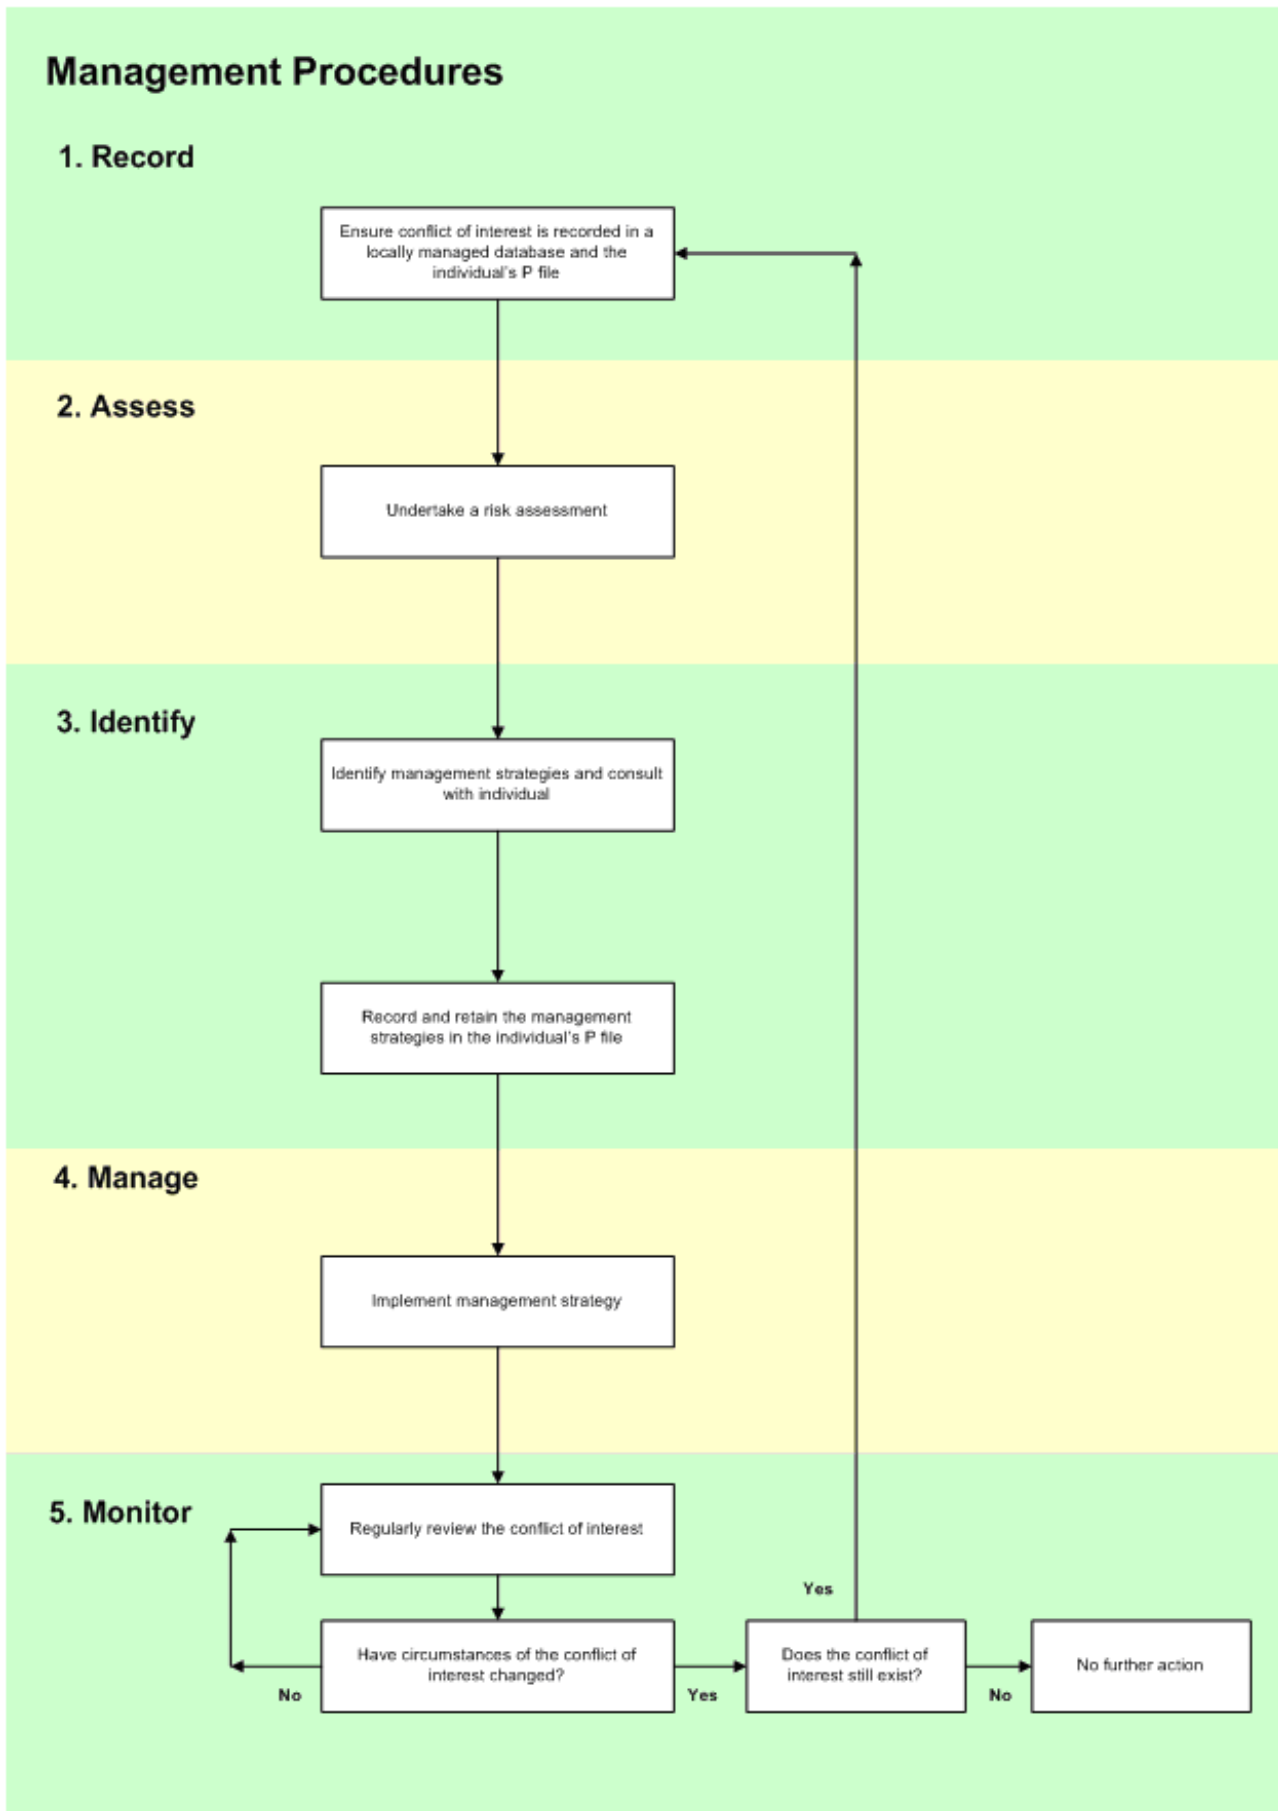 Management Procedures
1. Record
Ensure conflict of interest is recorded in a
locally managed database and the
individual's P file
2. Assess
Undertake a risk assessment
3. Identify
Identify management strategies and consult
with individual
Record and retain the management
strategies in the individual's P file
4. Manage
Implement management strategy
5. Monitor
Regularly review the conflict of interest
Yes
Have circumstances of the conflict of
interest changed?
Does the conflict of
interest still exist?
No further action
No
Yes
No